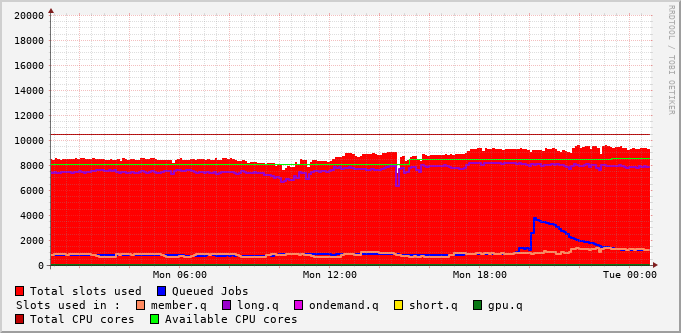 RRDTOOL / TOBI OETIKER
20000
18000
16000
14000
12000
10000
8000
6000
4000
2000
0
Mon 06:00 Mon 12:00 Mon 18:00 Tue 00:00
Total slots used Queued Jobs
Slots used in : member.q long.q ondemand.q short.q gpu.q
Total CPU cores Available CPU cores